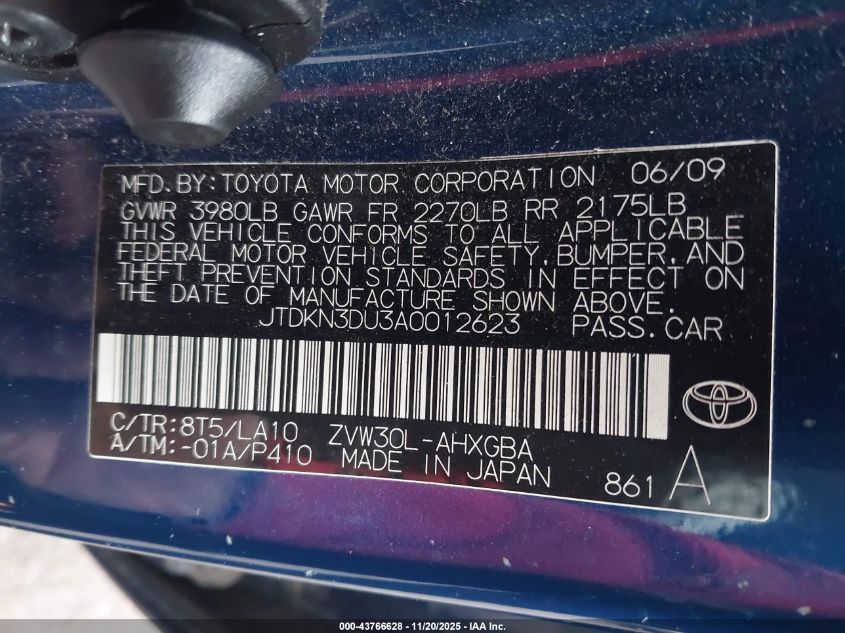 MFD.BY:TOYOTA MOTOR CORPORATION 06/09
GVWR 3980LB GAWR FR 2270LB RR 2175LB
THIS VEHICLE CONFORMS TO ALL APPLICABLE
FEDERAL MOTOR VEHICLE SAFETY,BUMPER,AND
THEFT PREVENTION STANDARDS IN EFFECT ON
THE DATE OF MANUFACTURE SHOWN ABOVE.
JTDKN3DU3A0012623 PASS.CAR
C/TR:8T5/LA10 ZVW30L-AHXGBA
A/TM:-01A/P410 MADE IN JAPAN
861 A
000-43766628 - 11/20/2025 - IAA, Inc.